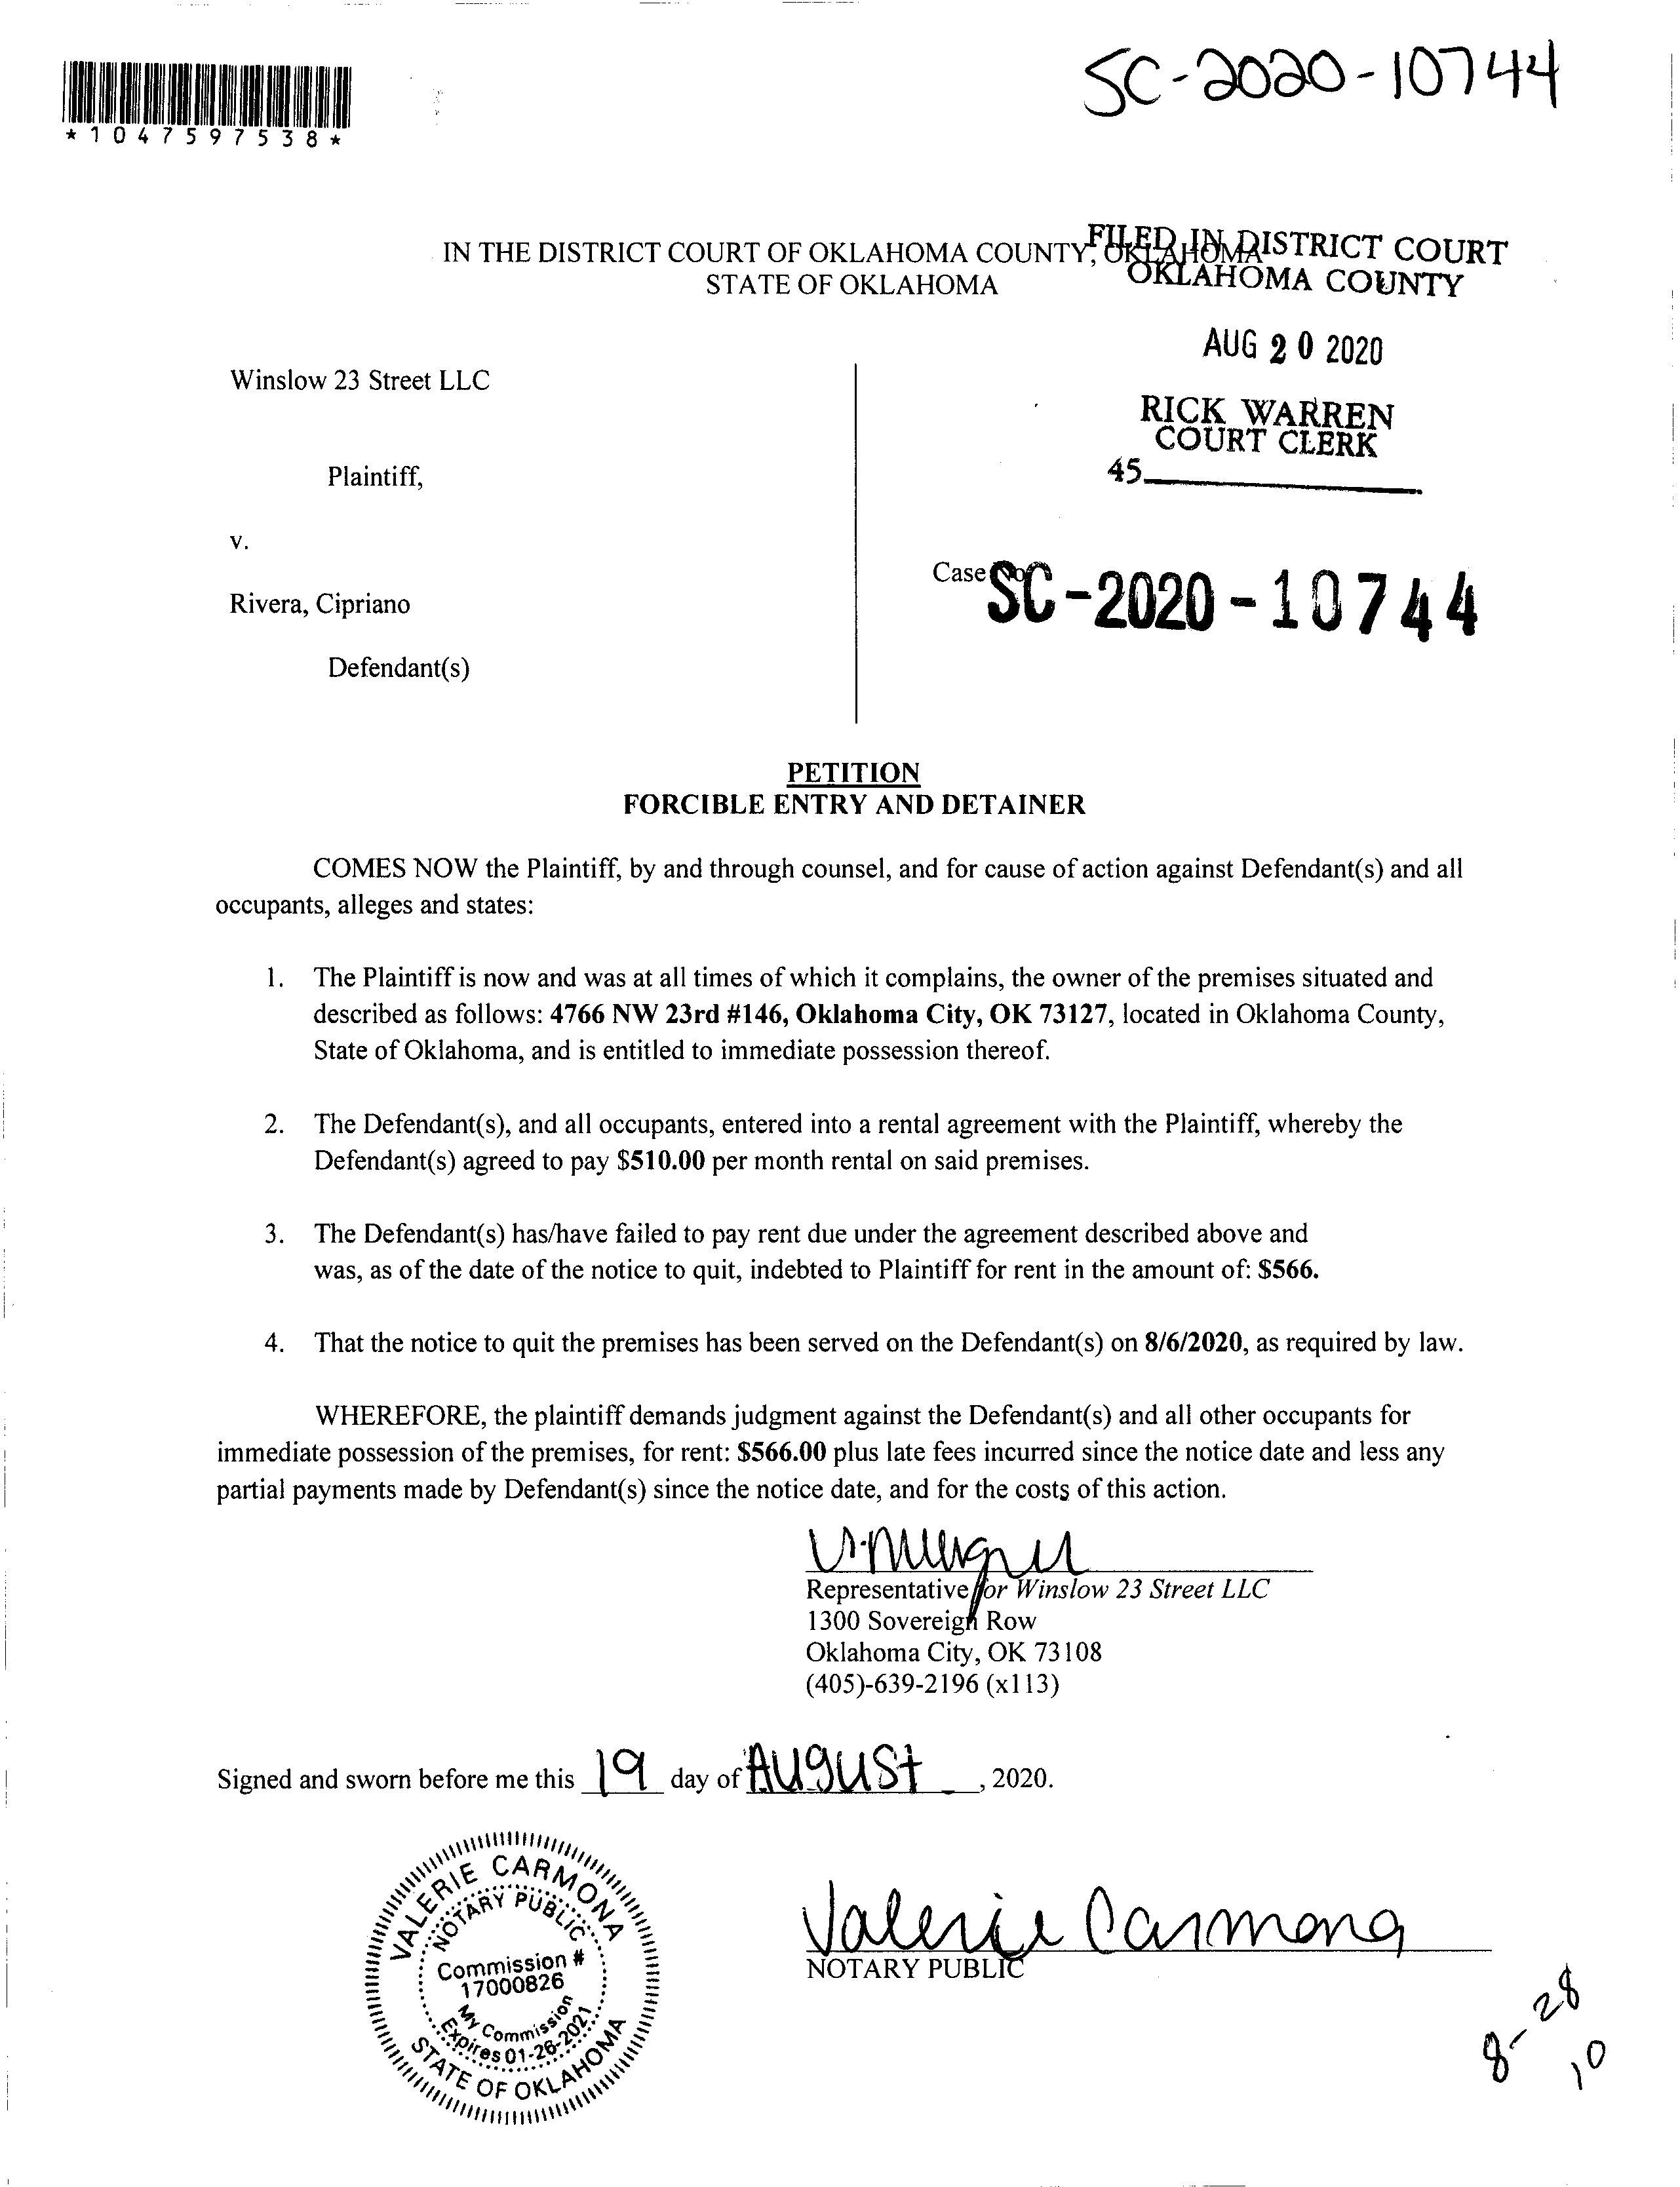 SC-2020-10744
*1047597538*
IN THE DISTRICT COURT OF OKLAHOMA COUNTY, OKLAHOMA
STATE OF OKLAHOMA
FILED IN DISTRICT COURT
OKLAHOMA COUNTY
AUG 20 2020
RICK WARREN
COURT CLERK
45
Winslow 23 Street LLC
Plaintiff,
v.
Case No.
SC-2020-10744
Rivera, Cipriano
Defendant(s)
PETITION
FORCIBLE ENTRY AND DETAINER
COMES NOW the Plaintiff, by and through counsel, and for cause of action against Defendant(s) and all
occupants, alleges and states:
1. The Plaintiff is now and was at all times of which it complains, the owner of the premises situated and
described as follows: 4766 NW 23rd #146, Oklahoma City, OK 73127, located in Oklahoma County,
State of Oklahoma, and is entitled to immediate possession thereof.
2. The Defendant(s), and all occupants, entered into a rental agreement with the Plaintiff, whereby the
Defendant(s) agreed to pay $510.00 per month rental on said premises.
3. The Defendant(s) has/have failed to pay rent due under the agreement described above and
was, as of the date of the notice to quit, indebted to Plaintiff for rent in the amount of: $566.
4. That the notice to quit the premises has been served on the Defendant(s) on 8/6/2020, as required by law.
WHEREFORE, the plaintiff demands judgment against the Defendant(s) and all other occupants for
immediate possession of the premises, for rent: $566.00 plus late fees incurred since the notice date and less any
partial payments made by Defendant(s) since the notice date, and for the costs of this action.
Representative for Winslow 23 Street LLC
1300 Sovereign Row
Oklahoma City, OK 73108
(405)-639-2196 (x113)
Signed and sworn before me this 19 day of August, 2020.
VALERIE CARMONA
NOTARY PUBLIC
Commission #
17000826
My Commission
Expires 01-26-2021
STATE OF OKLAHOMA
Valerie Carmona
NOTARY PUBLIC
8-28
10